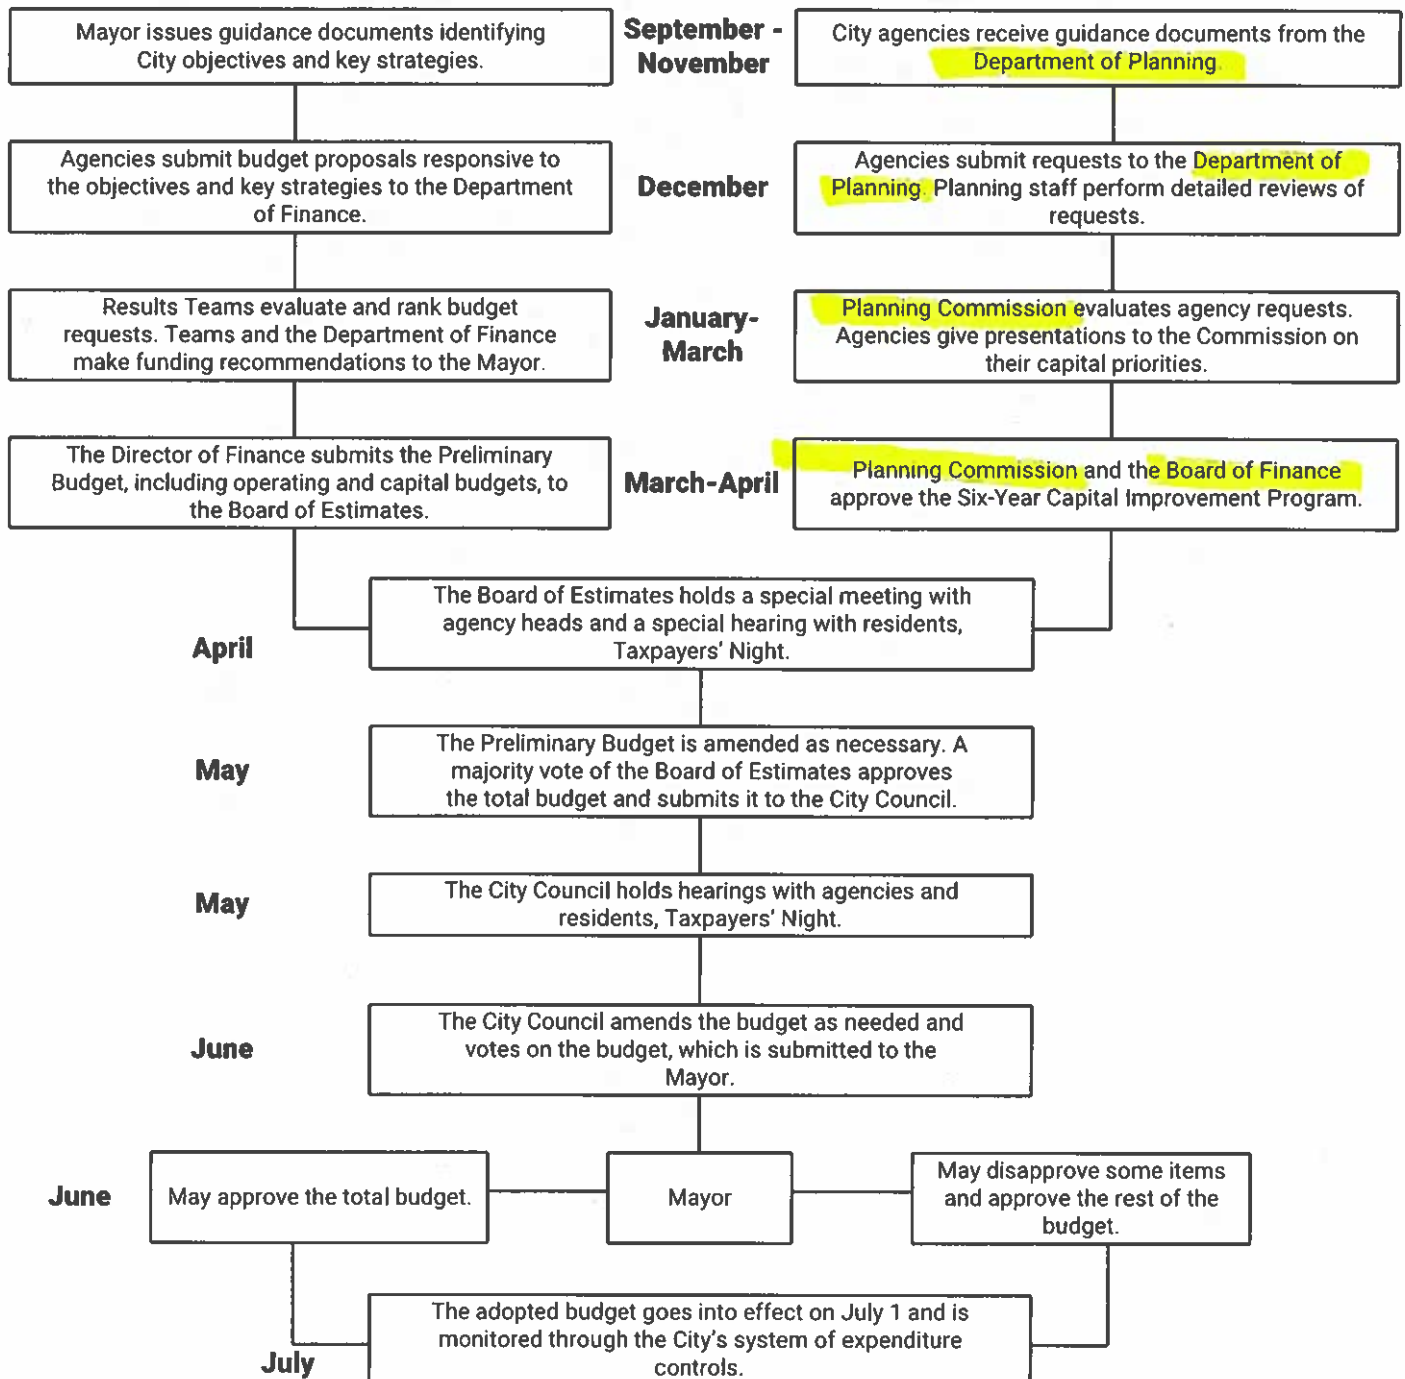 Mayor issues guidance documents identifying
City objectives and key strategies.
September -
November
City agencies receive guidance documents from the
Department of Planning.
Agencies submit budget proposals responsive to
the objectives and key strategies to the Department
of Finance.
December
Agencies submit requests to the Department of
Planning. Planning staff perform detailed reviews of
requests.
Results Teams evaluate and rank budget
requests. Teams and the Department of Finance
make funding recommendations to the Mayor.
January-
March
Planning Commission evaluates agency requests.
Agencies give presentations to the Commission on
their capital priorities.
The Director of Finance submits the Preliminary
Budget, including operating and capital budgets, to
the Board of Estimates.
March-April
Planning Commission and the Board of Finance
approve the Six-Year Capital Improvement Program.
April
The Board of Estimates holds a special meeting with
agency heads and a special hearing with residents,
Taxpayers' Night.
May
The Preliminary Budget is amended as necessary. A
majority vote of the Board of Estimates approves
the total budget and submits it to the City Council.
May
The City Council holds hearings with agencies and
residents, Taxpayers' Night.
June
The City Council amends the budget as needed and
votes on the budget, which is submitted to the
Mayor.
June
May approve the total budget.
Mayor
May disapprove some items
and approve the rest of the
budget.
July
The adopted budget goes into effect on July 1 and is
monitored through the City's system of expenditure
controls.